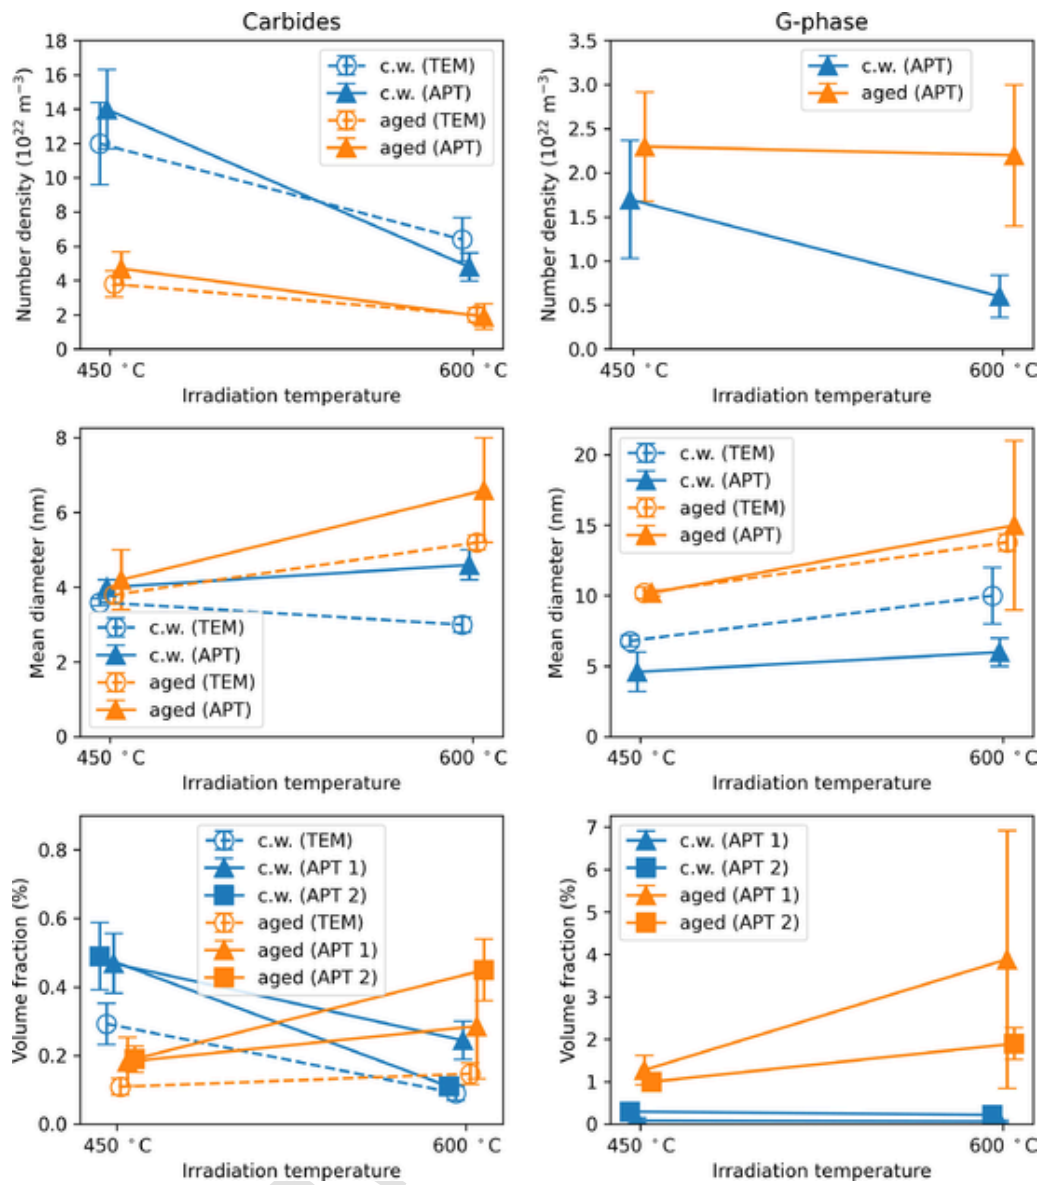 Carbides
18
16
14
12
10
8
6
4
2
0
Number density (10²² m⁻³)
c.w. (TEM)
c.w. (APT)
aged (TEM)
aged (APT)
450 °C
600 °C
Irradiation temperature
G-phase
3.5
3.0
2.5
2.0
1.5
1.0
0.5
0.0
Number density (10²² m⁻³)
c.w. (APT)
aged (APT)
450 °C
600 °C
Irradiation temperature
8
6
4
2
0
Mean diameter (nm)
c.w. (TEM)
c.w. (APT)
aged (TEM)
aged (APT)
450 °C
600 °C
Irradiation temperature
20
15
10
5
0
Mean diameter (nm)
c.w. (TEM)
c.w. (APT)
aged (TEM)
aged (APT)
450 °C
600 °C
Irradiation temperature
0.8
0.6
0.4
0.2
0.0
Volume fraction (%)
c.w. (TEM)
c.w. (APT 1)
c.w. (APT 2)
aged (TEM)
aged (APT 1)
aged (APT 2)
450 °C
600 °C
Irradiation temperature
7
6
5
4
3
2
1
0
Volume fraction (%)
c.w. (APT 1)
c.w. (APT 2)
aged (APT 1)
aged (APT 2)
450 °C
600 °C
Irradiation temperature